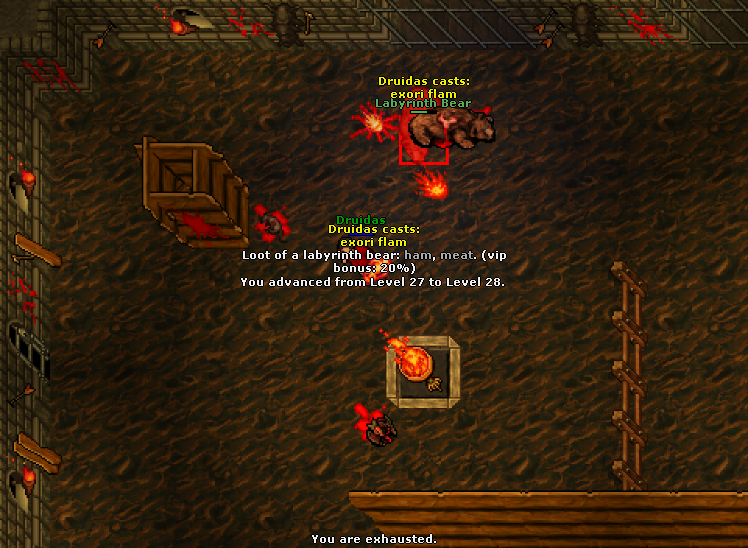 Druidas casts:
exori flam
Labyrinth Bear
Druidas
Druidas casts:
exori flam
Loot of a labyrinth bear: ham, meat. (vip
bonus: 20%)
You advanced from Level 27 to Level 28.
You are exhausted.